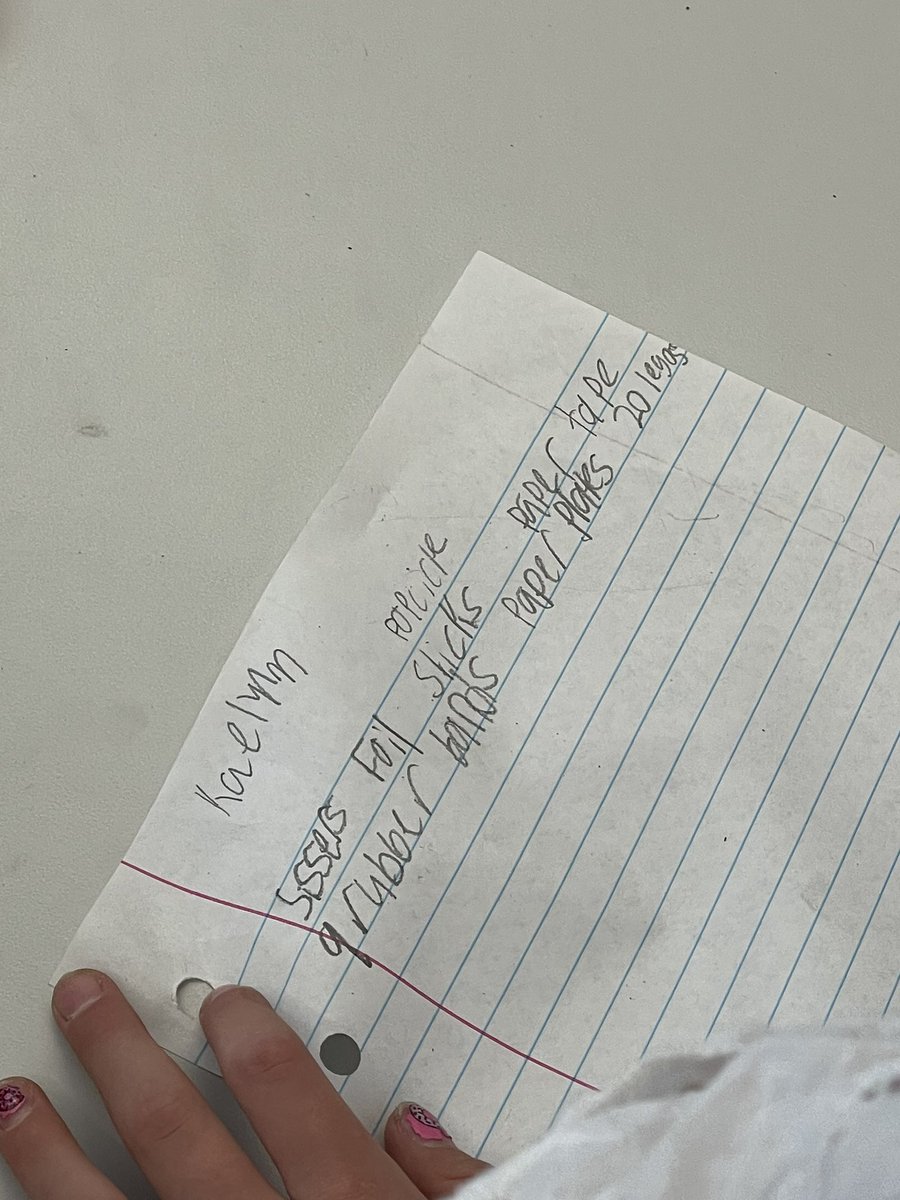 Kaelynn
popcicle
sissers Foil sticks paper tape
9 rubber bands paper plates 20 legos